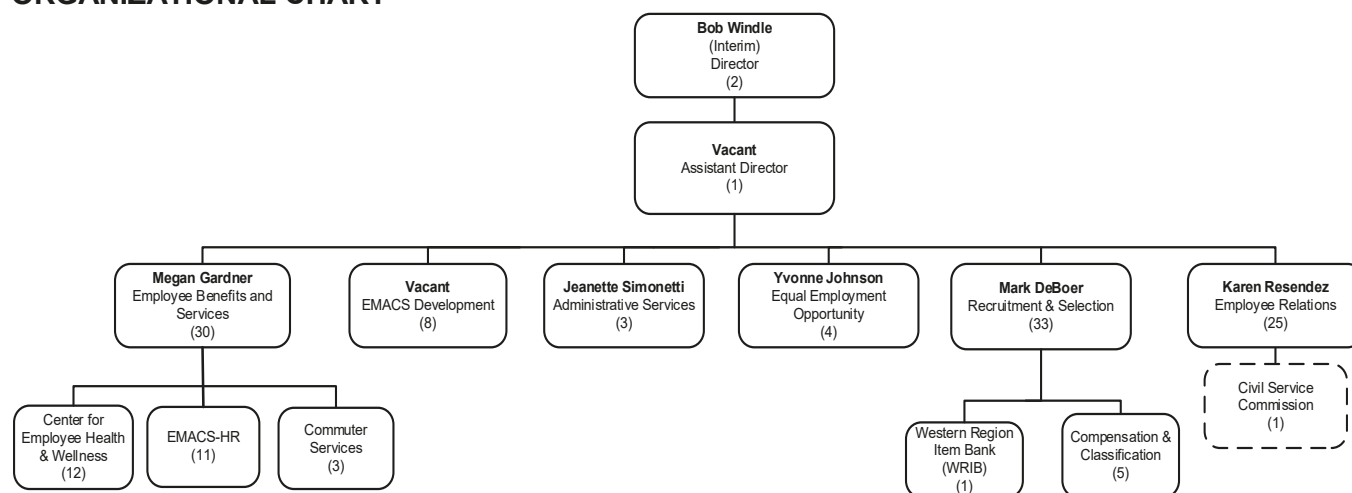 ORGANIZATIONAL CHART
Bob Windle
(Interim)
Director
(2)
Vacant
Assistant Director
(1)
Megan Gardner
Employee Benefits and
Services
(30)
Vacant
EMACS Development
(8)
Jeanette Simonetti
Administrative Services
(3)
Yvonne Johnson
Equal Employment
Opportunity
(4)
Mark DeBoer
Recruitment & Selection
(33)
Karen Resendez
Employee Relations
(25)
Center for
Employee Health
& Wellness
(12)
EMACS-HR
(11)
Commuter
Services
(3)
Western Region
Item Bank
(WRIB)
(1)
Compensation &
Classification
(5)
Civil Service
Commission
(1)